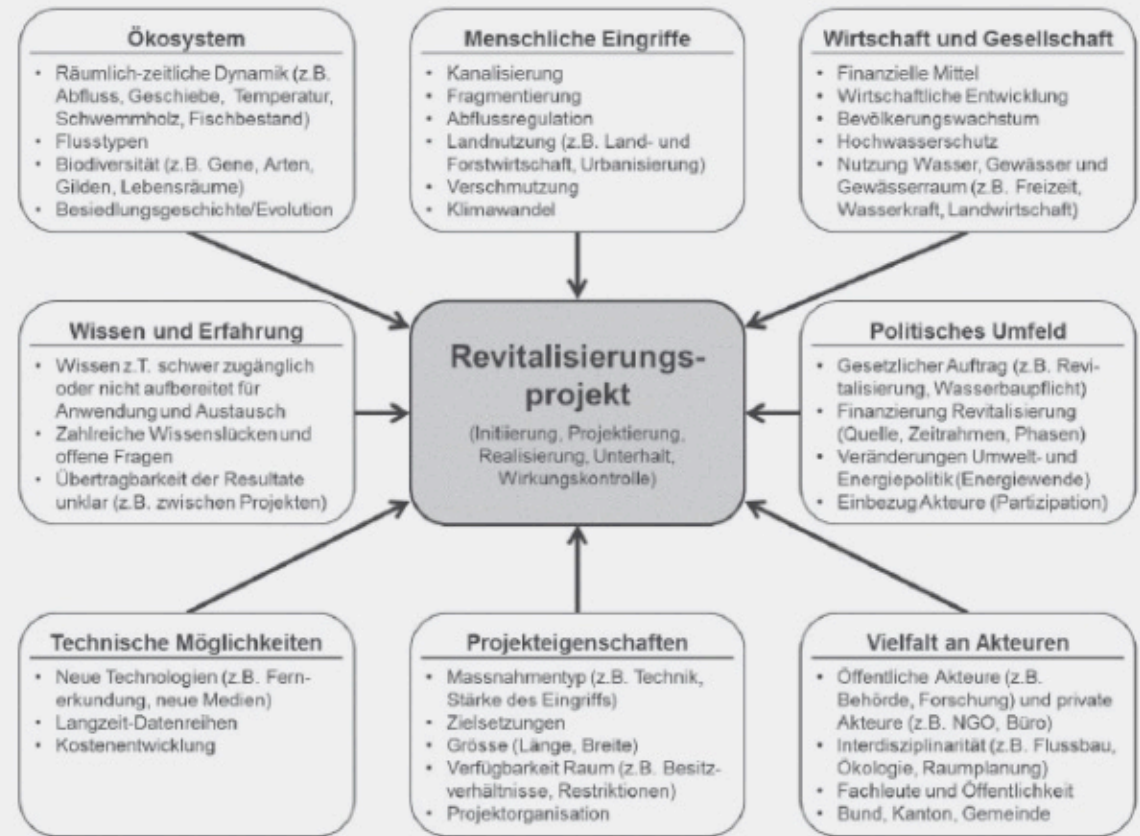 Ökosystem
• Räumlich-zeitliche Dynamik (z.B.
Abfluss, Geschiebe, Temperatur,
Schwemmholz, Fischbestand)
• Flusstypen
• Biodiversität (z.B. Gene, Arten,
Gilden, Lebensräume)
• Besiedlungsgeschichte/Evolution
Menschliche Eingriffe
• Kanalisierung
• Fragmentierung
• Abflussregulation
• Landnutzung (z.B. Land- und
Forstwirtschaft, Urbanisierung)
• Verschmutzung
• Klimawandel
Wirtschaft und Gesellschaft
• Finanzielle Mittel
• Wirtschaftliche Entwicklung
• Bevölkerungswachstum
• Hochwasserschutz
• Nutzung Wasser, Gewässer und
Gewässerraum (z.B. Freizeit,
Wasserkraft, Landwirtschaft)
Wissen und Erfahrung
• Wissen z.T. schwer zugänglich
oder nicht aufbereitet für
Anwendung und Austausch
• Zahlreiche Wissenslücken und
offene Fragen
• Übertragbarkeit der Resultate
unklar (z.B. zwischen Projekten)
Revitalisierungs-
projekt
(Initiierung, Projektierung,
Realisierung, Unterhalt,
Wirkungskontrolle)
Politisches Umfeld
• Gesetzlicher Auftrag (z.B. Revi-
talisierung, Wasserbaupflicht)
• Finanzierung Revitalisierung
(Quelle, Zeitrahmen, Phasen)
• Veränderungen Umwelt- und
Energiepolitik (Energiewende)
• Einbezug Akteure (Partizipation)
Technische Möglichkeiten
• Neue Technologien (z.B. Fern-
erkundung, neue Medien)
• Langzeit-Datenreihen
• Kostenentwicklung
Projekteigenschaften
• Massnahmentyp (z.B. Technik,
Stärke des Eingriffs)
• Zielsetzungen
• Grösse (Länge, Breite)
• Verfügbarkeit Raum (z.B. Besitz-
verhältnisse, Restriktionen)
• Projektorganisation
Vielfalt an Akteuren
• Öffentliche Akteure (z.B.
Behörde, Forschung) und private
Akteure (z.B. NGO, Büro)
• Interdisziplinarität (z.B. Flussbau,
Ökologie, Raumplanung)
• Fachleute und Öffentlichkeit
• Bund, Kanton, Gemeinde